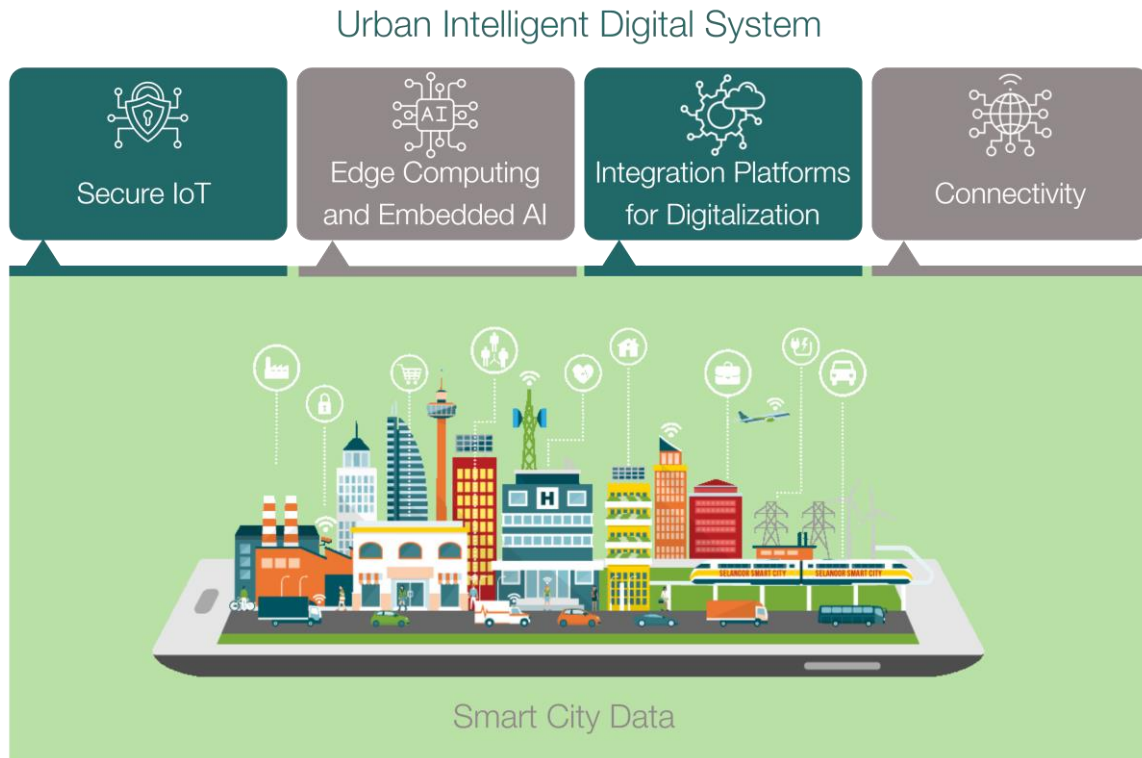 Urban Intelligent Digital System
Secure IoT
AI
Edge Computing
and Embedded AI
Integration Platforms
for Digitalization
Connectivity
H
SELANGOR SMART CITY
SELANGOR SMART CITY
Smart City Data